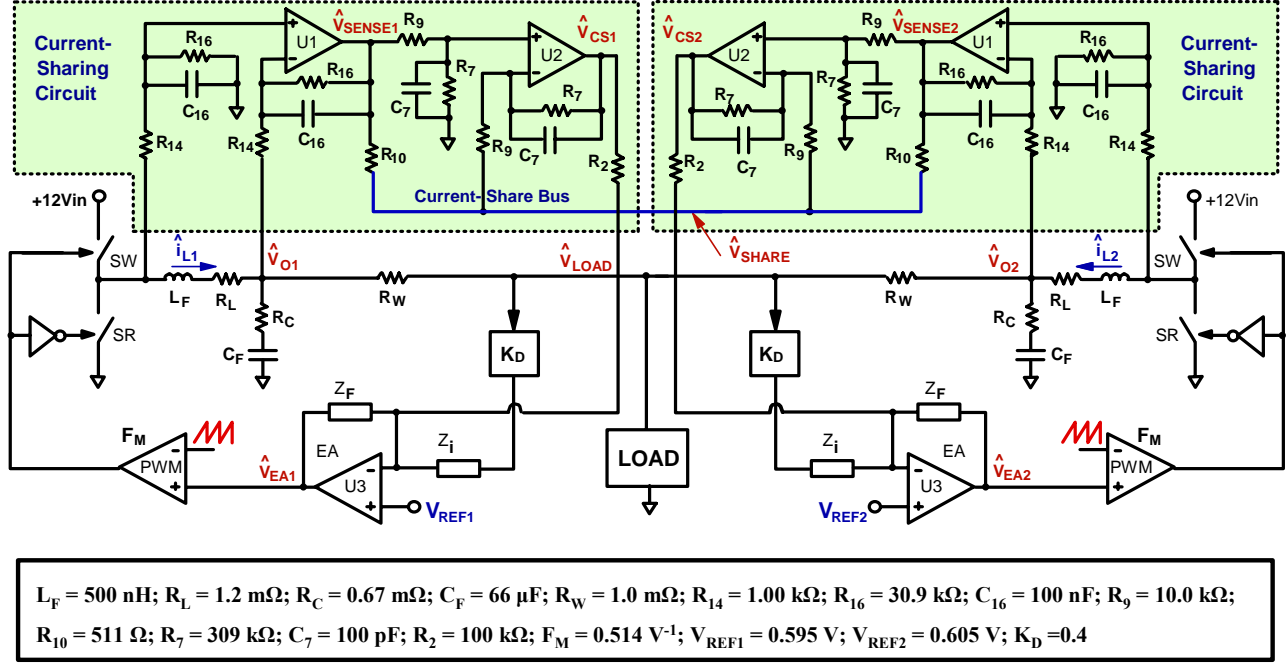 Current-
Sharing
Circuit
R16
C16
R14
+
-
U1
V̂SENSE1
R16
C16
R14
R10
R9
C7
R7
+
-
U2
V̂CS1
R7
C7
R9
R2
Current- Share Bus
V̂CS2
+
-
U2
R7
C7
R9
R2
R9
R7
C7
V̂SENSE2
+
-
U1
R16
C16
R10
R14
R16
C16
R14
Current-
Sharing
Circuit
+12Vin
SW
SR
îL1
LF
RL
V̂O1
RC
CF
RW
V̂LOAD
V̂SHARE
KD
KD
RW
V̂O2
îL2
RL
LF
RC
CF
+12Vin
SW
SR
FM
-
PWM
+
V̂EA1
ZF
EA
-
U3
+
Zi
VREF1
LOAD
VREF2
Zi
ZF
EA
-
U3
+
V̂EA2
FM
-
PWM
+
LF = 500 nH; RL = 1.2 mΩ; RC = 0.67 mΩ; CF = 66 µF; RW = 1.0 mΩ; R14 = 1.00 kΩ; R16 = 30.9 kΩ; C16 = 100 nF; R9 = 10.0 kΩ;
R10 = 511 Ω; R7 = 309 kΩ; C7 = 100 pF; R2 = 100 kΩ; FM = 0.514 V⁻¹; VREF1 = 0.595 V; VREF2 = 0.605 V; KD =0.4